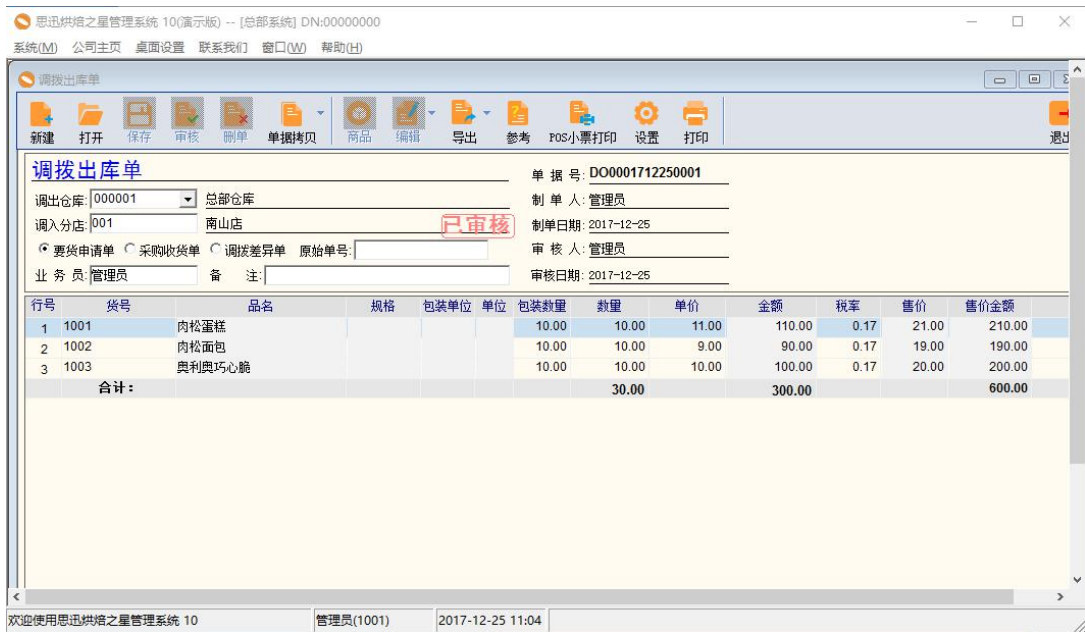 思迅烘焙之星管理系统 10(演示版) -- [总部系统] DN:00000000
系统(M) 公司主页 桌面设置 联系我们 窗口(W) 帮助(H)
调拨出库单
新建 打开 保存 审核 删单 单据拷贝 商品 编辑 导出 参考 POS小票打印 设置 打印
调拨出库单 单据号: DO0001712250001
调出仓库: 000001 总部仓库 制单人: 管理员
调入分店: 001 南山店 已审核 制单日期: 2017-12-25
要货申请单 采购收货单 调拨差异单 原始单号: 审核人: 管理员
业务员: 管理员 备注: 审核日期: 2017-12-25
行号 货号 品名 规格 包装单位 单位 包装数量 数量 单价 金额 税率 售价 售价金额
1 1001 肉松蛋糕 10.00 10.00 11.00 110.00 0.17 21.00 210.00
2 1002 肉松面包 10.00 10.00 9.00 90.00 0.17 19.00 190.00
3 1003 奥利奥巧心脆 10.00 10.00 10.00 100.00 0.17 20.00 200.00
合计: 30.00 300.00 600.00
欢迎使用思迅烘焙之星管理系统 10 管理员(1001) 2017-12-25 11:04